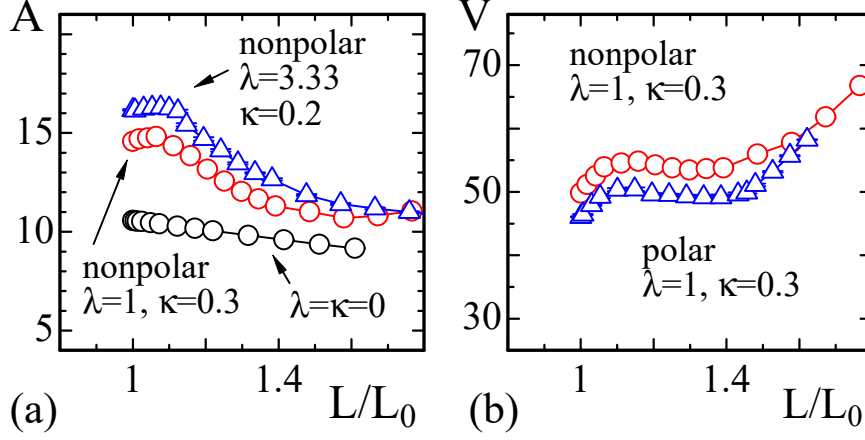 A
nonpolar
λ=3.33
κ=0.2
15
10
5
nonpolar
λ=1, κ=0.3
λ=κ=0
1
1.4
L/L0
(a)
V
nonpolar
λ=1, κ=0.3
70
50
30
polar
λ=1, κ=0.3
1
1.4
L/L0
(b)